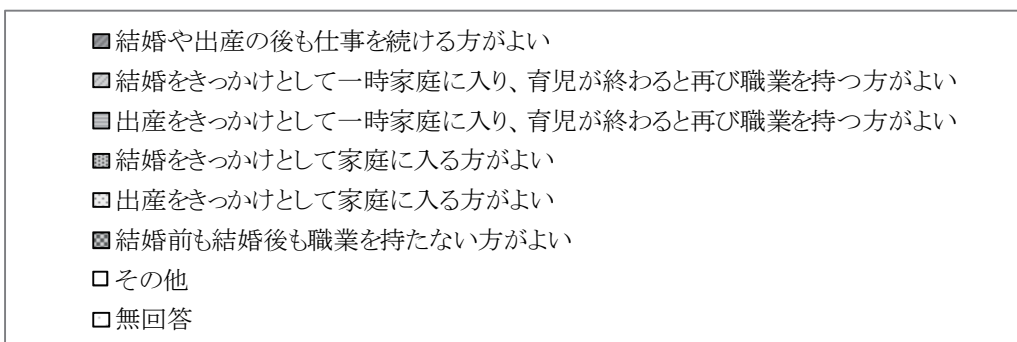 結婚や出産の後も仕事を続ける方がよい
結婚をきっかけとして一時家庭に入り、育児が終わると再び職業を持つ方がよい
出産をきっかけとして一時家庭に入り、育児が終わると再び職業を持つ方がよい
結婚をきっかけとして家庭に入る方がよい
出産をきっかけとして家庭に入る方がよい
結婚前も結婚後も職業を持たない方がよい
その他
無回答